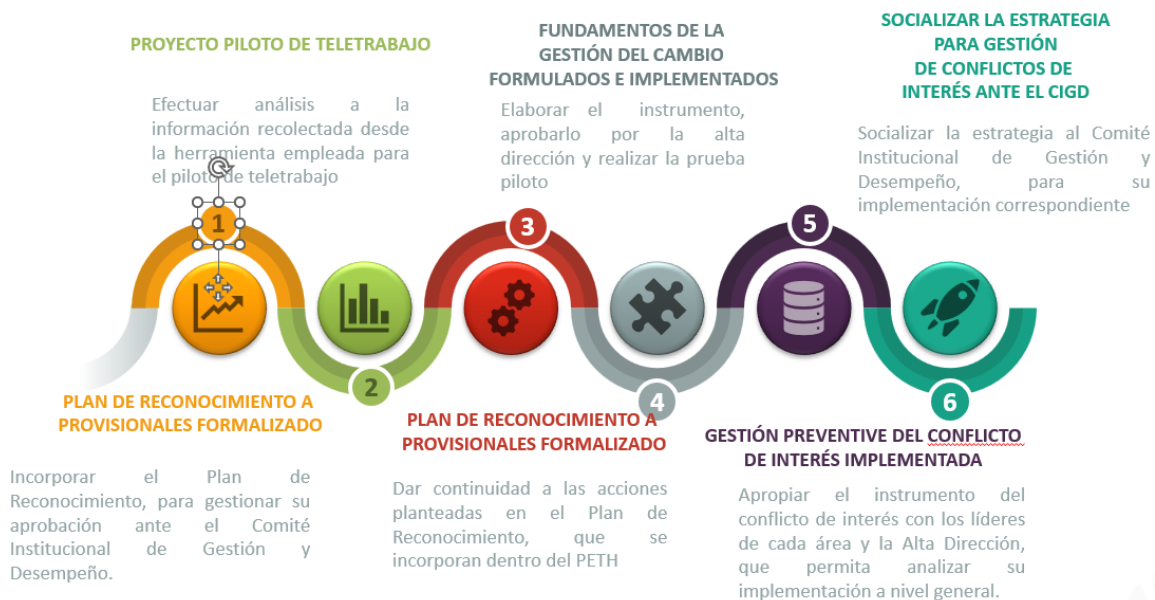 PROYECTO PILOTO DE TELETRABAJO
Efectuar análisis a la
información recolectada desde
la herramienta empleada para
el piloto de teletrabajo
FUNDAMENTOS DE LA
GESTIÓN DEL CAMBIO
FORMULADOS E IMPLEMENTADOS
Elaborar el instrumento,
aprobarlo por la alta
dirección y realizar la prueba
piloto
SOCIALIZAR LA ESTRATEGIA
PARA GESTIÓN
DE CONFLICTOS DE
INTERÉS ANTE EL CIGD
Socializar la estrategia al Comité
Institucional de Gestión y
Desempeño, para su
implementación correspondiente
1
3
5
2
4
6
PLAN DE RECONOCIMIENTO A
PROVISIONALES FORMALIZADO
Incorporar el Plan de
Reconocimiento, para gestionar su
aprobación ante el Comité
Institucional de Gestión y
Desempeño.
PLAN DE RECONOCIMIENTO A
PROVISIONALES FORMALIZADO
Dar continuidad a las acciones
planteadas en el Plan de
Reconocimiento, que se
incorporan dentro del PETH
GESTIÓN PREVENTIVE DEL CONFLICTO
DE INTERÉS IMPLEMENTADA
Apropiar el instrumento del
conflicto de interés con los líderes
de cada área y la Alta Dirección,
que permita analizar su
implementación a nivel general.